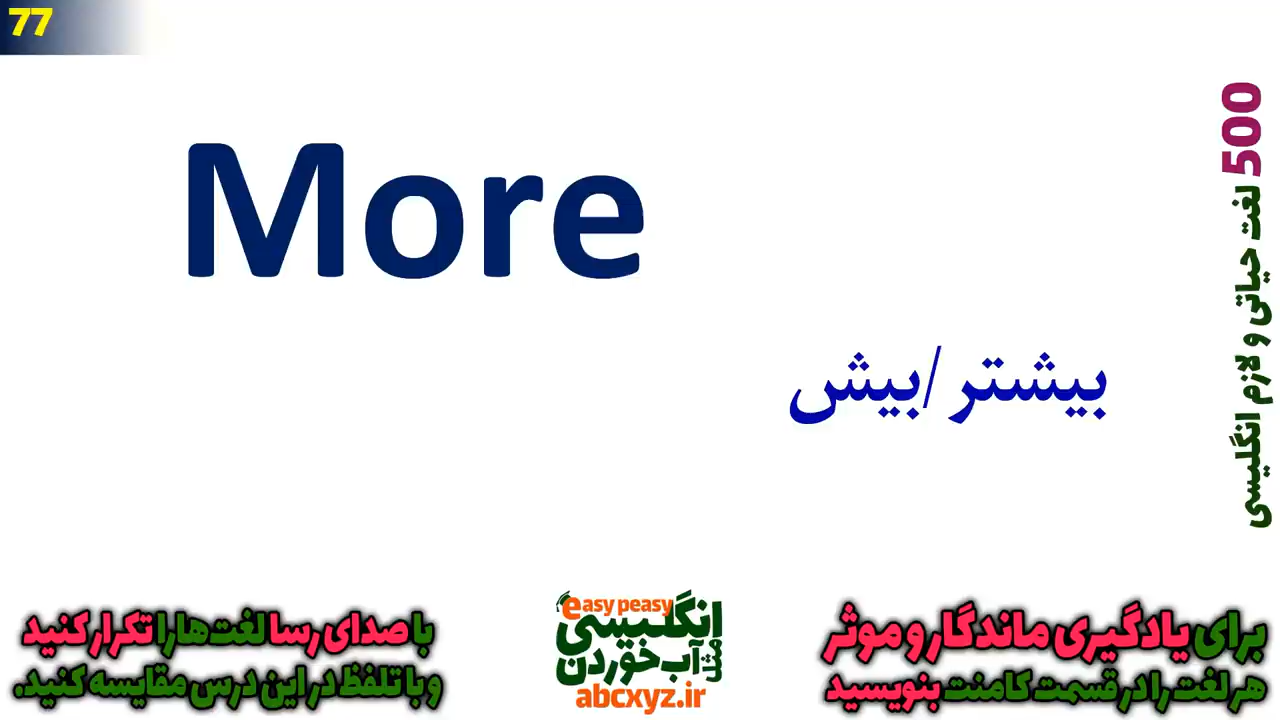 77
More
بیشتر /بیش
500 لغت حیاتی و لازم انگلیسی
با صدای رسا لغت‌ها را تکرار کنید
و با تلفظ در این درس مقایسه کنید.
easy peasy
انگلیسی
مثل آب خوردن
abcxyz.ir
برای یادگیری ماندگار و موثر
هر لغت را در قسمت کامنت بنویسید